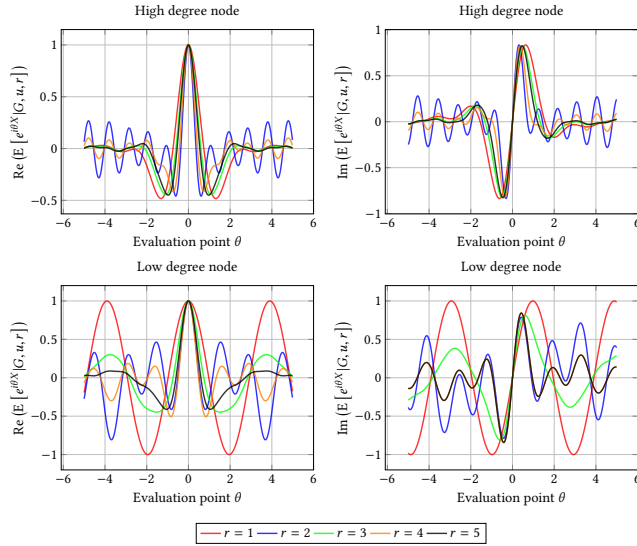 High degree node
High degree node
Re (E [e^{iθX}|G, u, r])
1
0.5
0
−0.5
−6 −4 −2 0 2 4 6
Evaluation point θ
Im (E [e^{iθX}|G, u, r])
1
0.5
0
−0.5
−1
−6 −4 −2 0 2 4 6
Evaluation point θ
Low degree node
Low degree node
Re (E [e^{iθX}|G, u, r])
1
0.5
0
−0.5
−1
−6 −4 −2 0 2 4 6
Evaluation point θ
Im (E [e^{iθX}|G, u, r])
1
0.5
0
−0.5
−1
−6 −4 −2 0 2 4 6
Evaluation point θ
r = 1 r = 2 r = 3 r = 4 r = 5